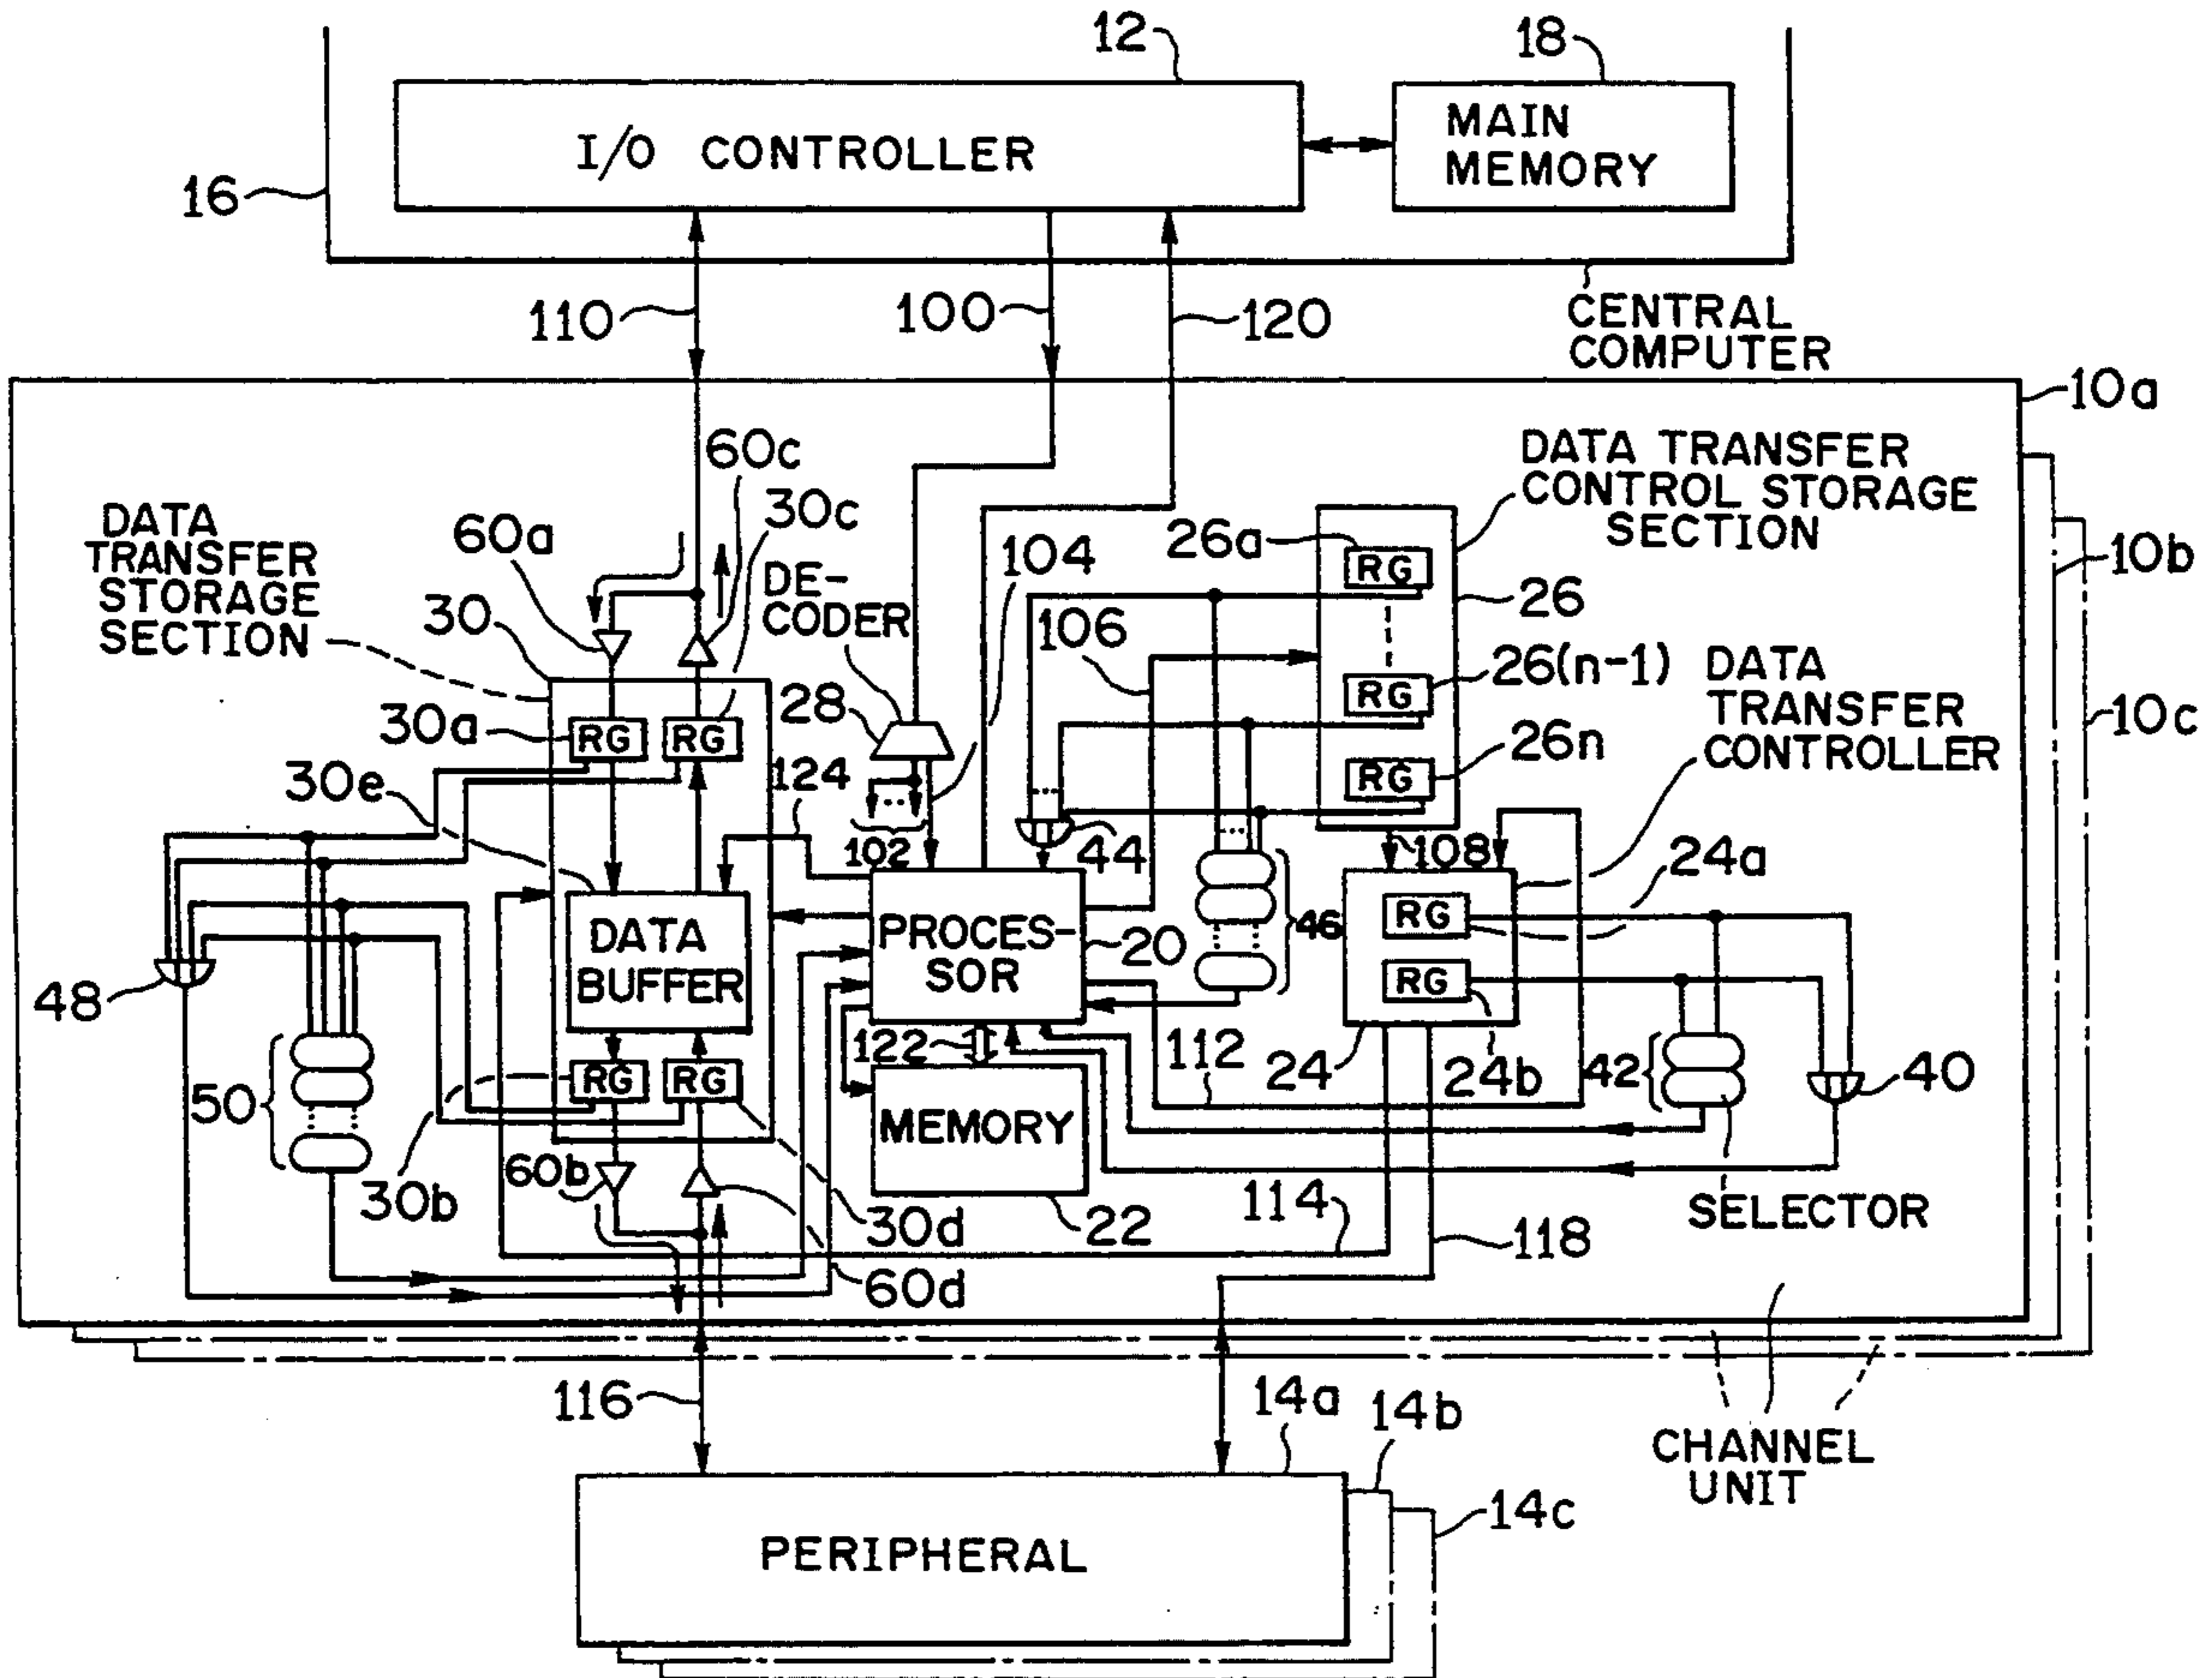 12
18
I/O CONTROLLER
MAIN
MEMORY
16
110
100
120
CENTRAL
COMPUTER
10a
10b
10c
60c
DATA TRANSFER
CONTROL STORAGE
SECTION
DATA
TRANSFER
STORAGE
SECTION
60a
30c
30
DE-
CODER
104
26a
RG
26
106
26(n-1)
RG
DATA
TRANSFER
CONTROLLER
28
30a
RG
RG
26n
RG
30e
124
102
44
108
24a
DATA
BUFFER
PROCES-
SOR
20
46
RG
RG
48
122
112
24
24b
42
40
50
RG
RG
MEMORY
30b
60b
30d
22
114
118
SELECTOR
60d
116
14a
14b
14c
CHANNEL
UNIT
PERIPHERAL